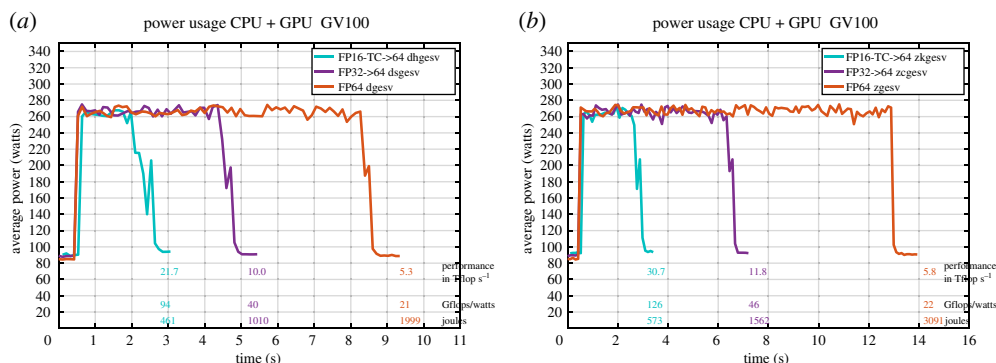 (a) power usage CPU + GPU GV100
340
320
300
280
260
240
220
200
180
160
140
120
100
80
60
40
20
average power (watts)
FP16-TC->64 dhgesv
FP32->64 dsgesv
FP64 dgesv
21.7 10.0 5.3 performance in Tflop s⁻¹
94 40 21 Gflops/watts
461 1010 1999 joules
0 1 2 3 4 5 6 7 8 9 10 11
time (s)
(b) power usage CPU + GPU GV100
340
320
300
280
260
240
220
200
180
160
140
120
100
80
60
40
20
average power (watts)
FP16-TC->64 zkgesv
FP32->64 zcgesv
FP64 zgesv
30.7 11.8 5.8 performance in Tflop s⁻¹
126 46 22 Gflops/watts
573 1562 3091 joules
0 2 4 6 8 10 12 14 16
time (s)